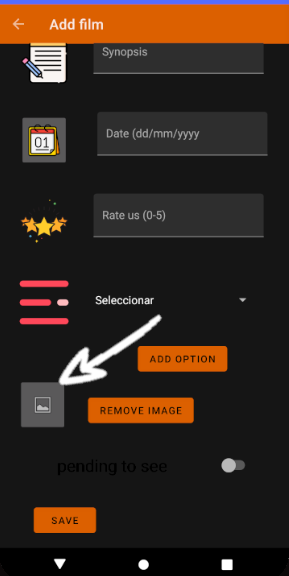 Add film
Synopsis
Date (dd/mm/yyyy
01
Rate us (0-5)
Seleccionar
ADD OPTION
REMOVE IMAGE
pending to see
SAVE